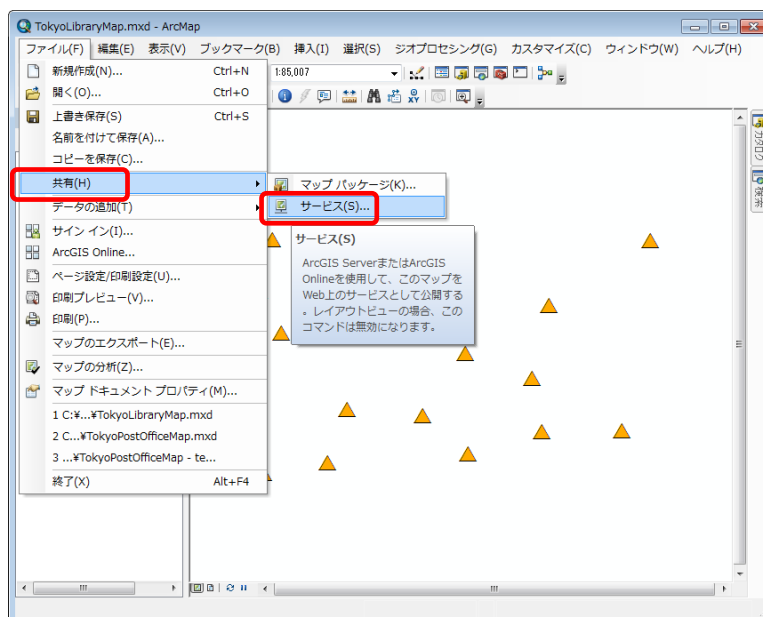 TokyoLibraryMap.mxd - ArcMap
ファイル(F) 編集(E) 表示(V) ブックマーク(B) 挿入(I) 選択(S) ジオプロセシング(G) カスタマイズ(C) ウィンドウ(W) ヘルプ(H)
新規作成(N)... Ctrl+N
1:85,007
開く(O)... Ctrl+O
上書き保存(S) Ctrl+S
名前を付けて保存(A)...
コピーを保存(C)...
共有(H)
マップ パッケージ(K)...
データの追加(T)
サービス(S)...
サイン イン(I)...
ArcGIS Online...
ページ設定/印刷設定(U)...
印刷プレビュー(V)...
印刷(P)...
マップのエクスポート(E)...
マップの分析(Z)...
マップ ドキュメント プロパティ(M)...
1 C:¥...¥TokyoLibraryMap.mxd
2 C...¥TokyoPostOfficeMap.mxd
3 ...¥TokyoPostOfficeMap - te...
終了(X) Alt+F4
サービス(S)
ArcGIS ServerまたはArcGIS
Onlineを使用して、このマップを
Web上のサービスとして公開する
。レイアウトビューの場合、この
コマンドは無効になります。
カタログ
検索